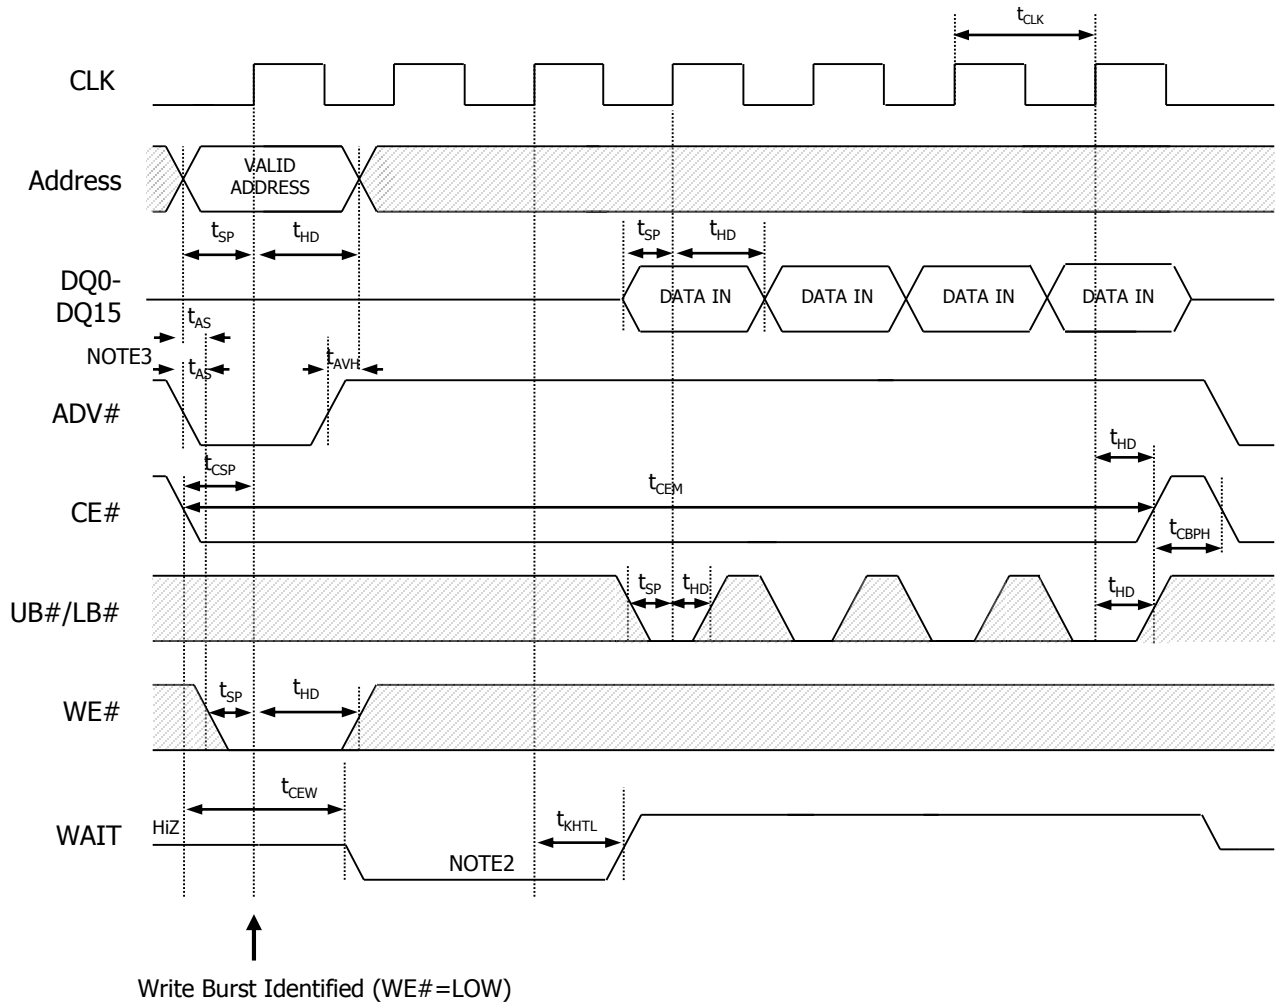 tCLK
CLK
Address
VALID
ADDRESS
tSP
tHD
tSP
tHD
DQ0-
DQ15
DATA IN
DATA IN
DATA IN
DATA IN
tAS
NOTE3
tAS
tAVH
ADV#
tHD
tCSP
tCEM
CE#
tCBPH
UB#/LB#
tSP
tHD
tHD
WE#
tSP
tHD
tCEW
HiZ
tKHTL
WAIT
NOTE2
Write Burst Identified (WE#=LOW)